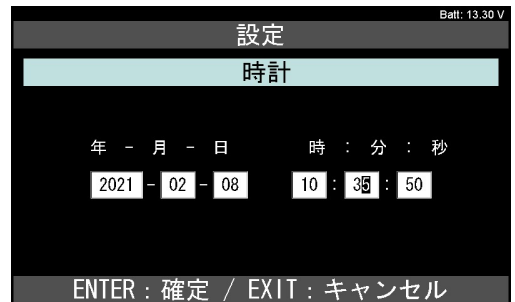 Batt: 13.30 V
設定
時計
年 - 月 - 日 時 : 分 : 秒
2021 - 02 - 08 10 : 35 : 50
ENTER : 確定 / EXIT : キャンセル